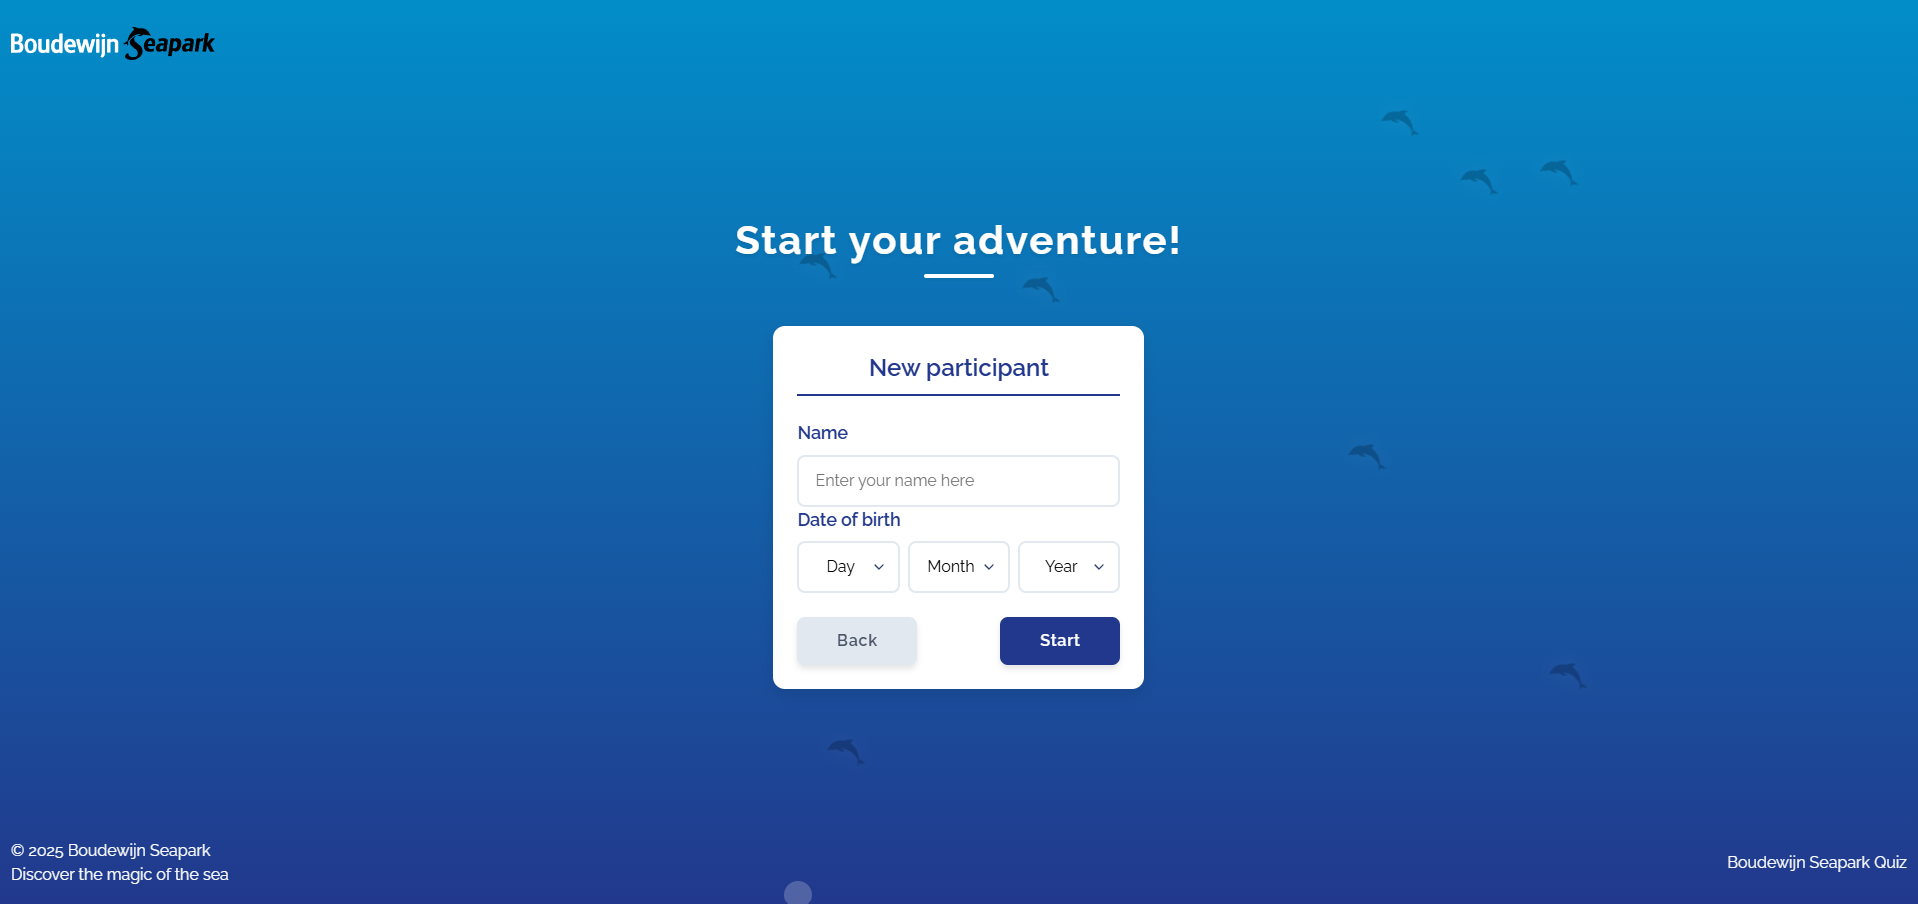 Boudewijn Seapark
Start your adventure!
New participant
Name
Enter your name here
Date of birth
Day Month Year
Back Start
© 2025 Boudewijn Seapark
Discover the magic of the sea
Boudewijn Seapark Quiz